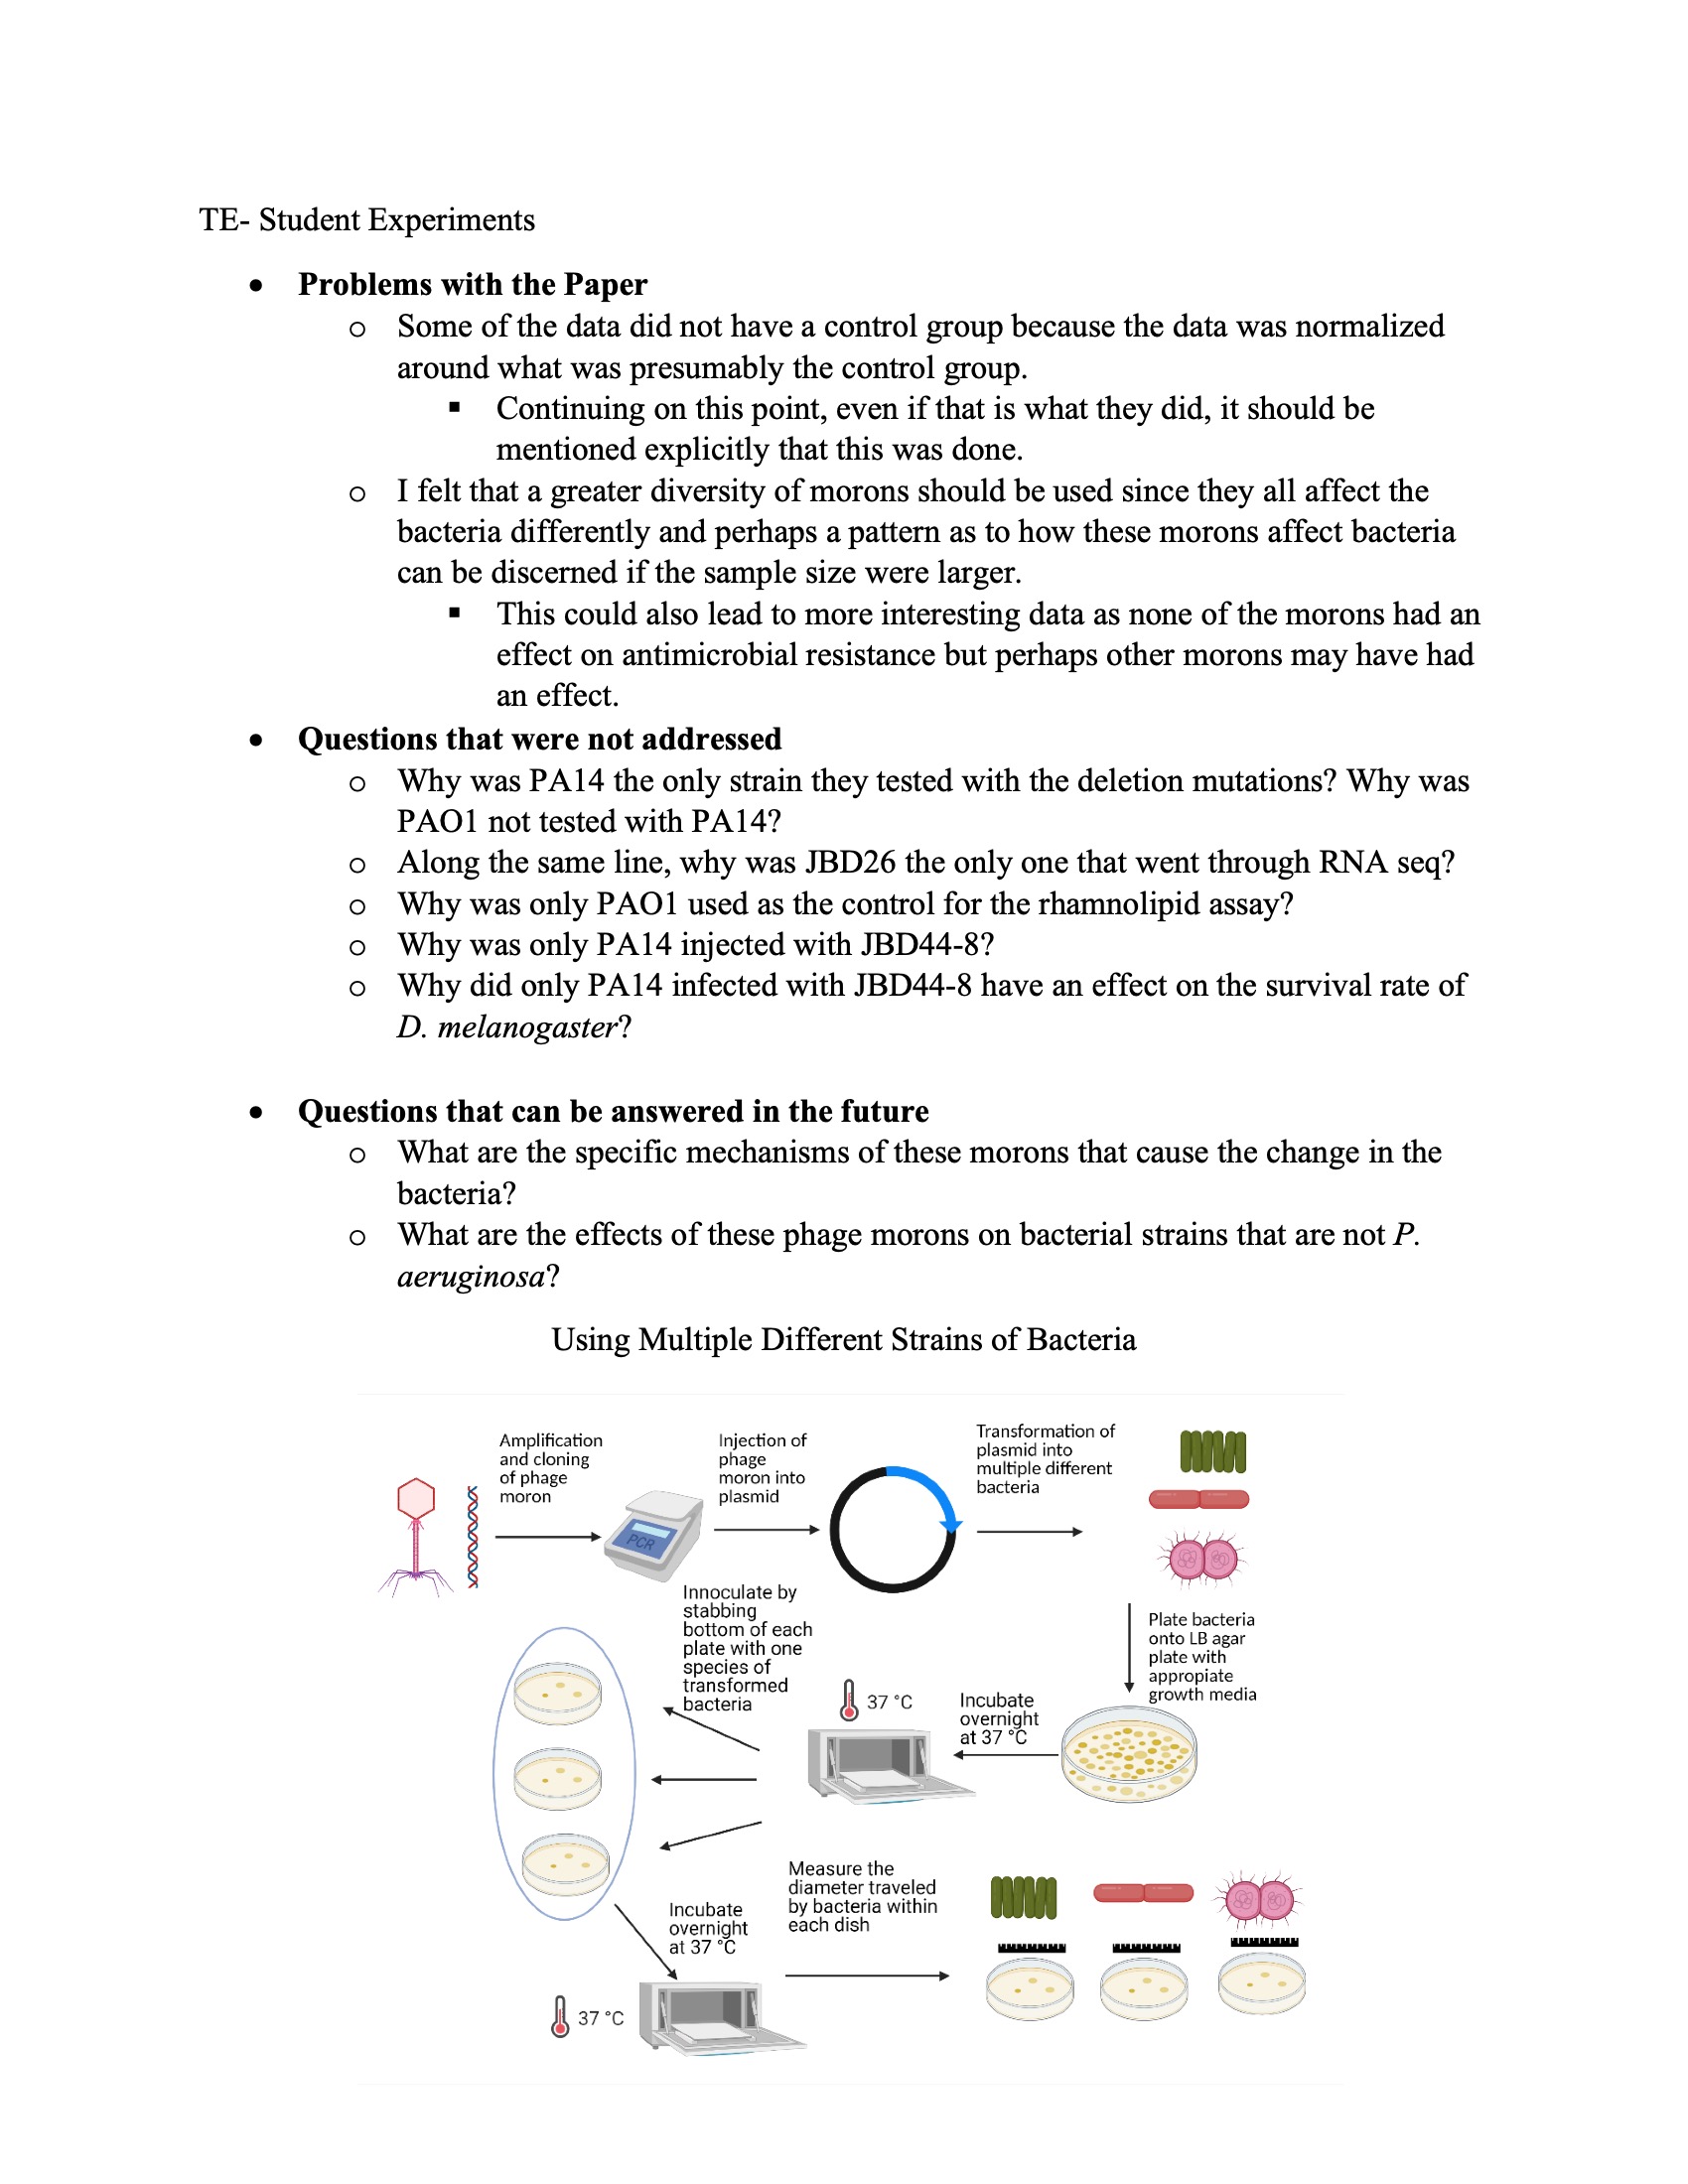 TE- Student Experiments
• Problems with the Paper
o Some of the data did not have a control group because the data was normalized
around what was presumably the control group.
▪ Continuing on this point, even if that is what they did, it should be
mentioned explicitly that this was done.
o I felt that a greater diversity of morons should be used since they all affect the
bacteria differently and perhaps a pattern as to how these morons affect bacteria
can be discerned if the sample size were larger.
▪ This could also lead to more interesting data as none of the morons had an
effect on antimicrobial resistance but perhaps other morons may have had
an effect.
• Questions that were not addressed
o Why was PA14 the only strain they tested with the deletion mutations? Why was
PAO1 not tested with PA14?
o Along the same line, why was JBD26 the only one that went through RNA seq?
o Why was only PAO1 used as the control for the rhamnolipid assay?
o Why was only PA14 injected with JBD44-8?
o Why did only PA14 infected with JBD44-8 have an effect on the survival rate of
D. melanogaster?
• Questions that can be answered in the future
o What are the specific mechanisms of these morons that cause the change in the
bacteria?
o What are the effects of these phage morons on bacterial strains that are not P.
aeruginosa?
Using Multiple Different Strains of Bacteria
Amplification
and cloning
of phage
moron
PCR
Injection of
phage
moron into
plasmid
Transformation of
plasmid into
multiple different
bacteria
Plate bacteria
onto LB agar
plate with
appropiate
growth media
Incubate
overnight
at 37 °C
37 °C
Innoculate by
stabbing
bottom of each
plate with one
species of
transformed
bacteria
Incubate
overnight
at 37 °C
37 °C
Measure the
diameter traveled
by bacteria within
each dish